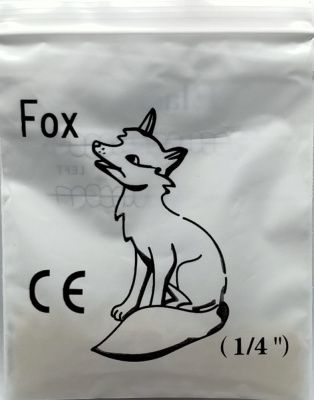 Fox
CE
( 1/4 ")